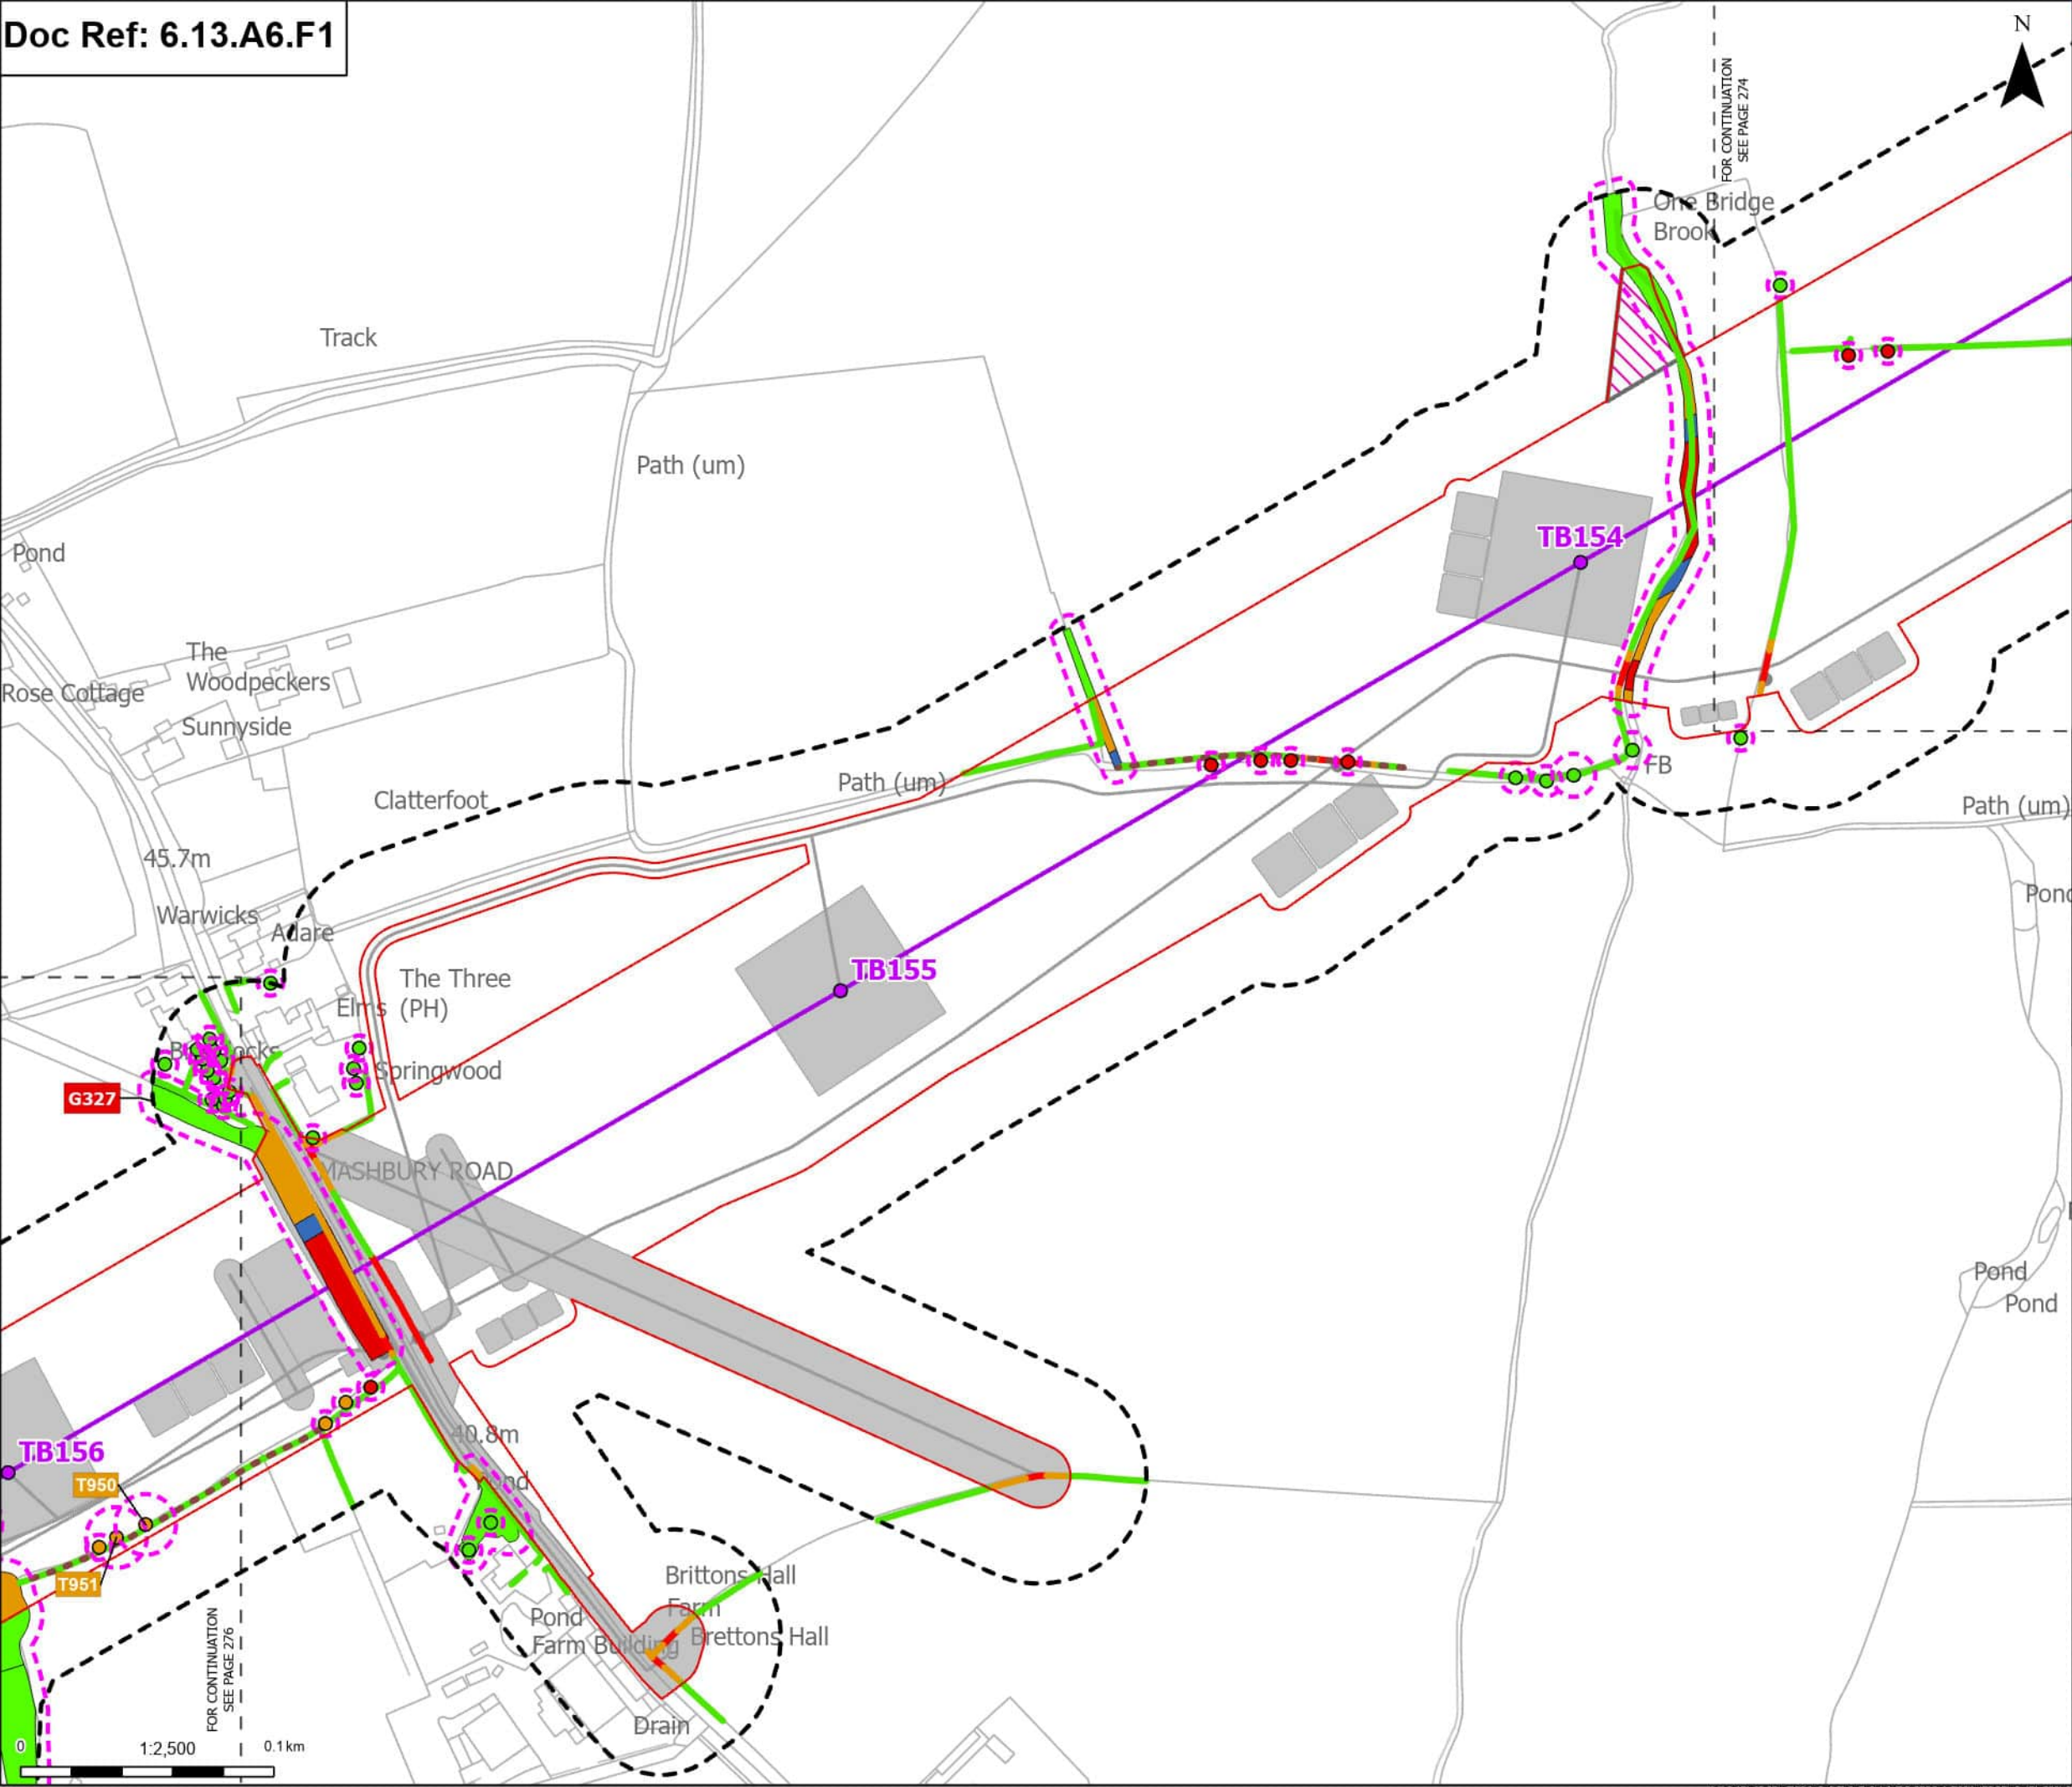 Doc Ref: 6.13.A6.F1
N
FOR CONTINUATION
SEE PAGE 274
One Bridge
Brook
Track
Path (um)
Pond
TB154
The
Woodpeckers
Rose Cottage
Sunnyside
FB
Path (um)
Clatterfoot
Path (um)
45.7m
Warwicks
Adare
TB155
The Three
Elms (PH)
Springwood
G327
MASHBURY ROAD
Pond
Pond
40.8m
TB156
T950
T951
Brittons Hall
Farm
Pond
Farm Building
Brettons Hall
FOR CONTINUATION
SEE PAGE 276
Drain
0
1:2,500
0.1 km